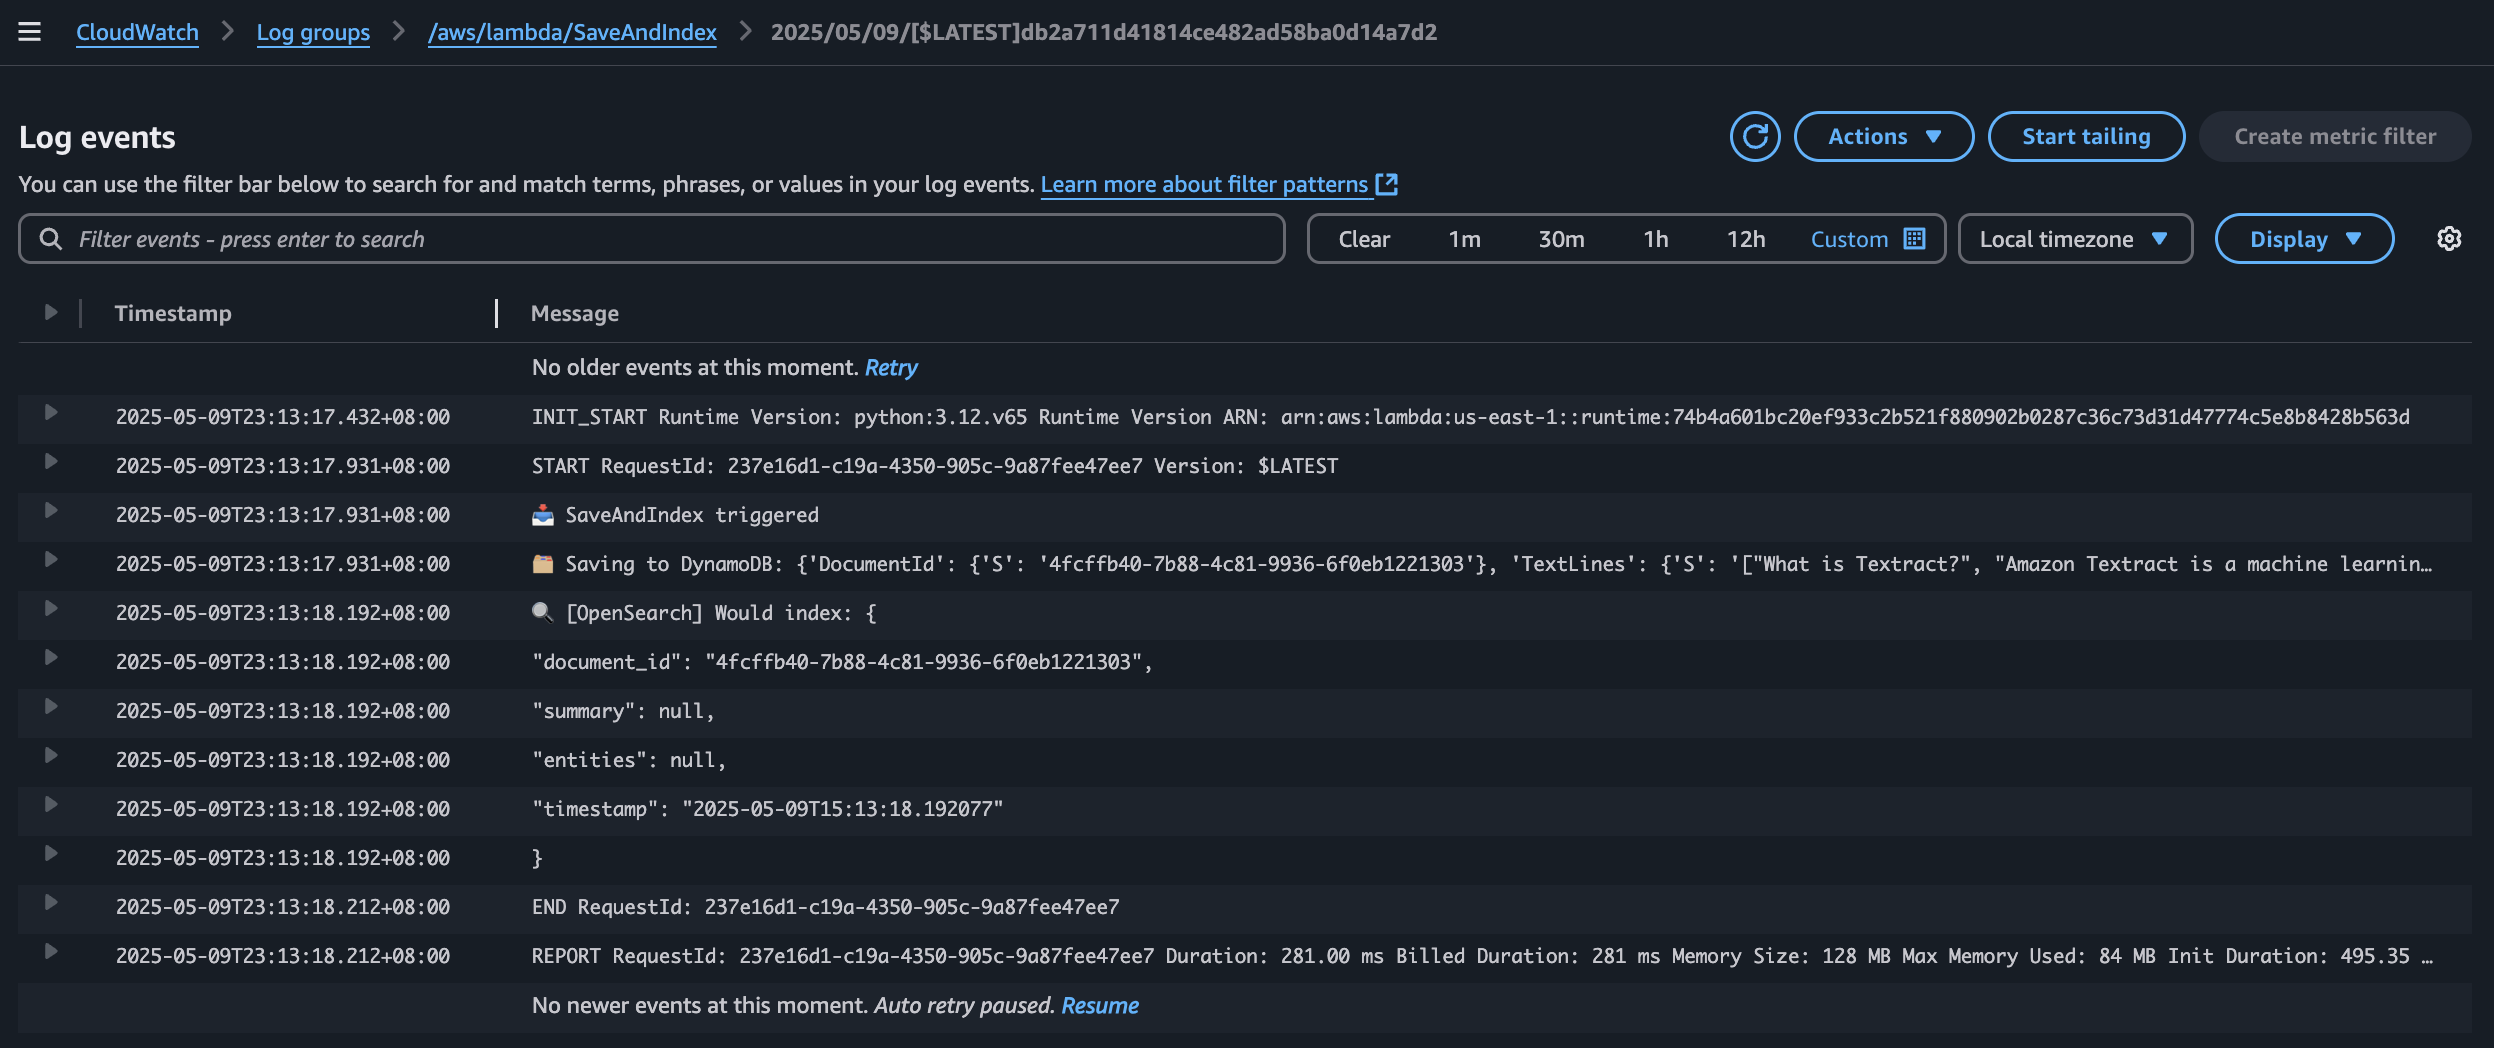 CloudWatch > Log groups > /aws/lambda/SaveAndIndex > 2025/05/09/[$LATEST]db2a711d41814ce482ad58ba0d14a7d2
Log events
Actions
Start tailing
Create metric filter
You can use the filter bar below to search for and match terms, phrases, or values in your log events. Learn more about filter patterns
Filter events - press enter to search
Clear 1m 30m 1h 12h Custom
Local timezone
Display
Timestamp Message
No older events at this moment. Retry
2025-05-09T23:13:17.432+08:00 INIT_START Runtime Version: python:3.12.v65 Runtime Version ARN: arn:aws:lambda:us-east-1::runtime:74b4a601bc20ef933c2b521f880902b0287c36c73d31d47774c5e8b8428b563d
2025-05-09T23:13:17.931+08:00 START RequestId: 237e16d1-c19a-4350-905c-9a87fee47ee7 Version: $LATEST
2025-05-09T23:13:17.931+08:00 📥 SaveAndIndex triggered
2025-05-09T23:13:17.931+08:00 🗂️ Saving to DynamoDB: {'DocumentId': {'S': '4fcffb40-7b88-4c81-9936-6f0eb1221303'}, 'TextLines': {'S': '["What is Textract?", "Amazon Textract is a machine learnin…
2025-05-09T23:13:18.192+08:00 🔍 [OpenSearch] Would index: {
2025-05-09T23:13:18.192+08:00 "document_id": "4fcffb40-7b88-4c81-9936-6f0eb1221303",
2025-05-09T23:13:18.192+08:00 "summary": null,
2025-05-09T23:13:18.192+08:00 "entities": null,
2025-05-09T23:13:18.192+08:00 "timestamp": "2025-05-09T15:13:18.192077"
2025-05-09T23:13:18.192+08:00 }
2025-05-09T23:13:18.212+08:00 END RequestId: 237e16d1-c19a-4350-905c-9a87fee47ee7
2025-05-09T23:13:18.212+08:00 REPORT RequestId: 237e16d1-c19a-4350-905c-9a87fee47ee7 Duration: 281.00 ms Billed Duration: 281 ms Memory Size: 128 MB Max Memory Used: 84 MB Init Duration: 495.35 …
No newer events at this moment. Auto retry paused. Resume